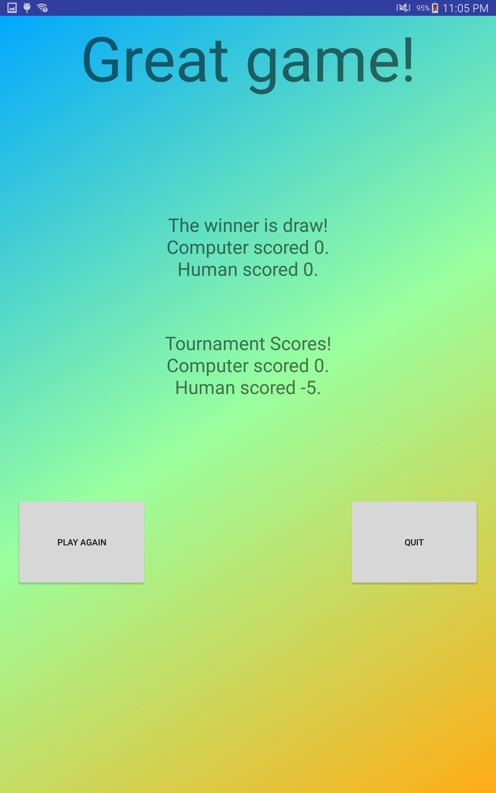 95% 11:05 PM
Great game!
The winner is draw!
Computer scored 0.
Human scored 0.
Tournament Scores!
Computer scored 0.
Human scored -5.
PLAY AGAIN
QUIT